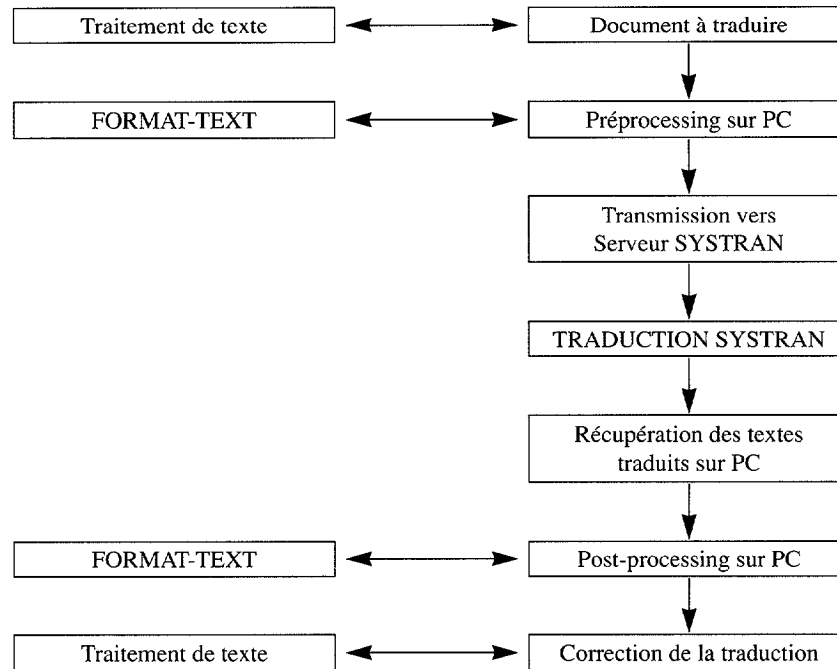 Traitement de texte
Document à traduire
FORMAT-TEXT
Préprocessing sur PC
Transmission vers
Serveur SYSTRAN
TRADUCTION SYSTRAN
Récupération des textes
traduits sur PC
FORMAT-TEXT
Post-processing sur PC
Traitement de texte
Correction de la traduction